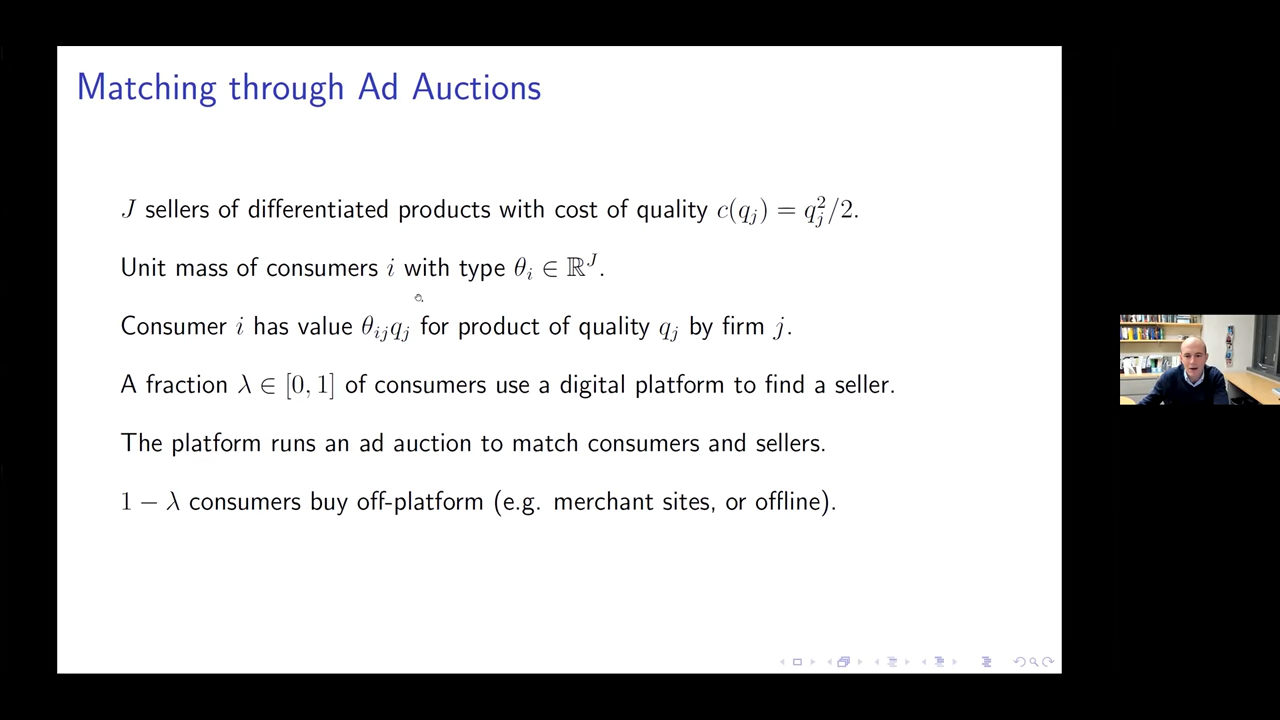 Matching through Ad Auctions
J sellers of differentiated products with cost of quality c(q_j) = q_j^2/2.
Unit mass of consumers i with type θ_i ∈ ℝ^J.
Consumer i has value θ_{ij}q_j for product of quality q_j by firm j.
A fraction λ ∈ [0, 1] of consumers use a digital platform to find a seller.
The platform runs an ad auction to match consumers and sellers.
1 − λ consumers buy off-platform (e.g. merchant sites, or offline).